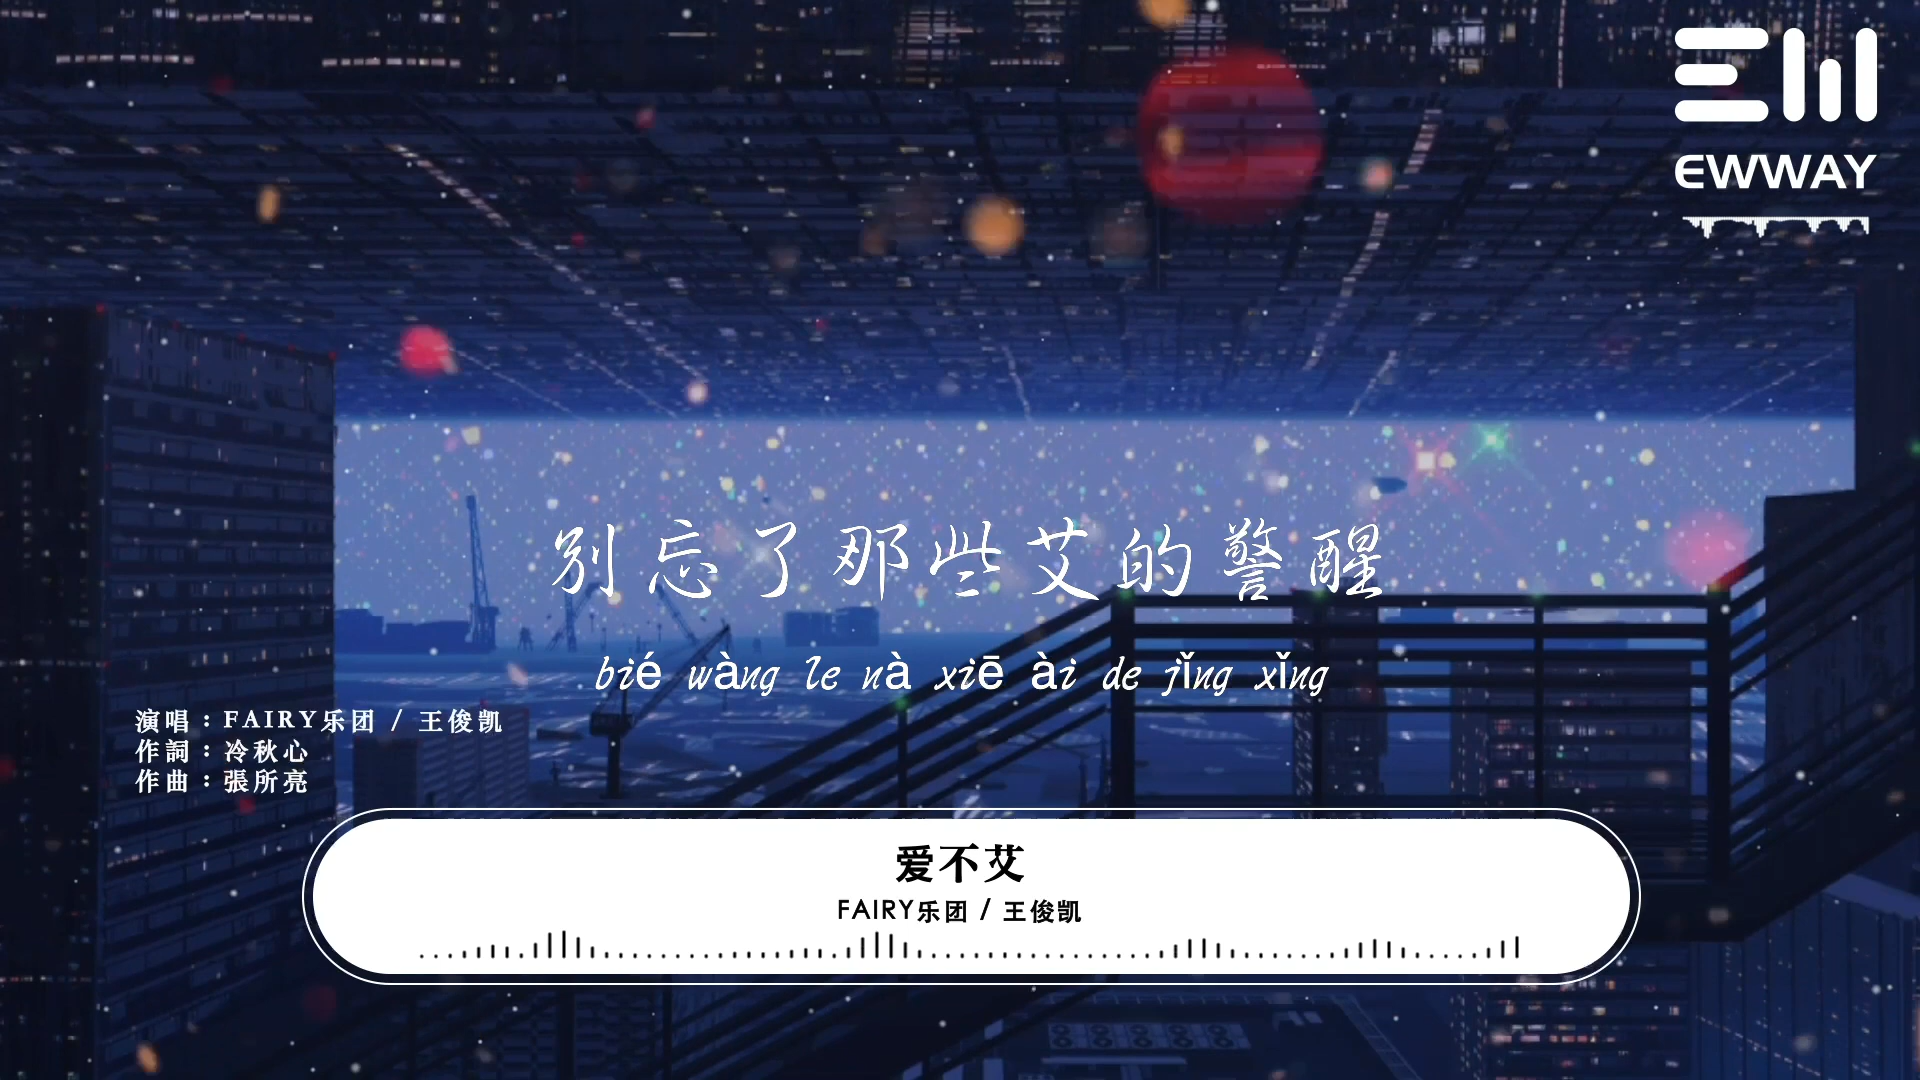 EW
EWWAY
别忘了那些艾的警醒
bié wàng le nà xiē ài de jǐng xǐng
演唱：FAIRY乐团 / 王俊凯
作詞：冷秋心
作曲：張所亮
爱不艾
FAIRY乐团 / 王俊凯